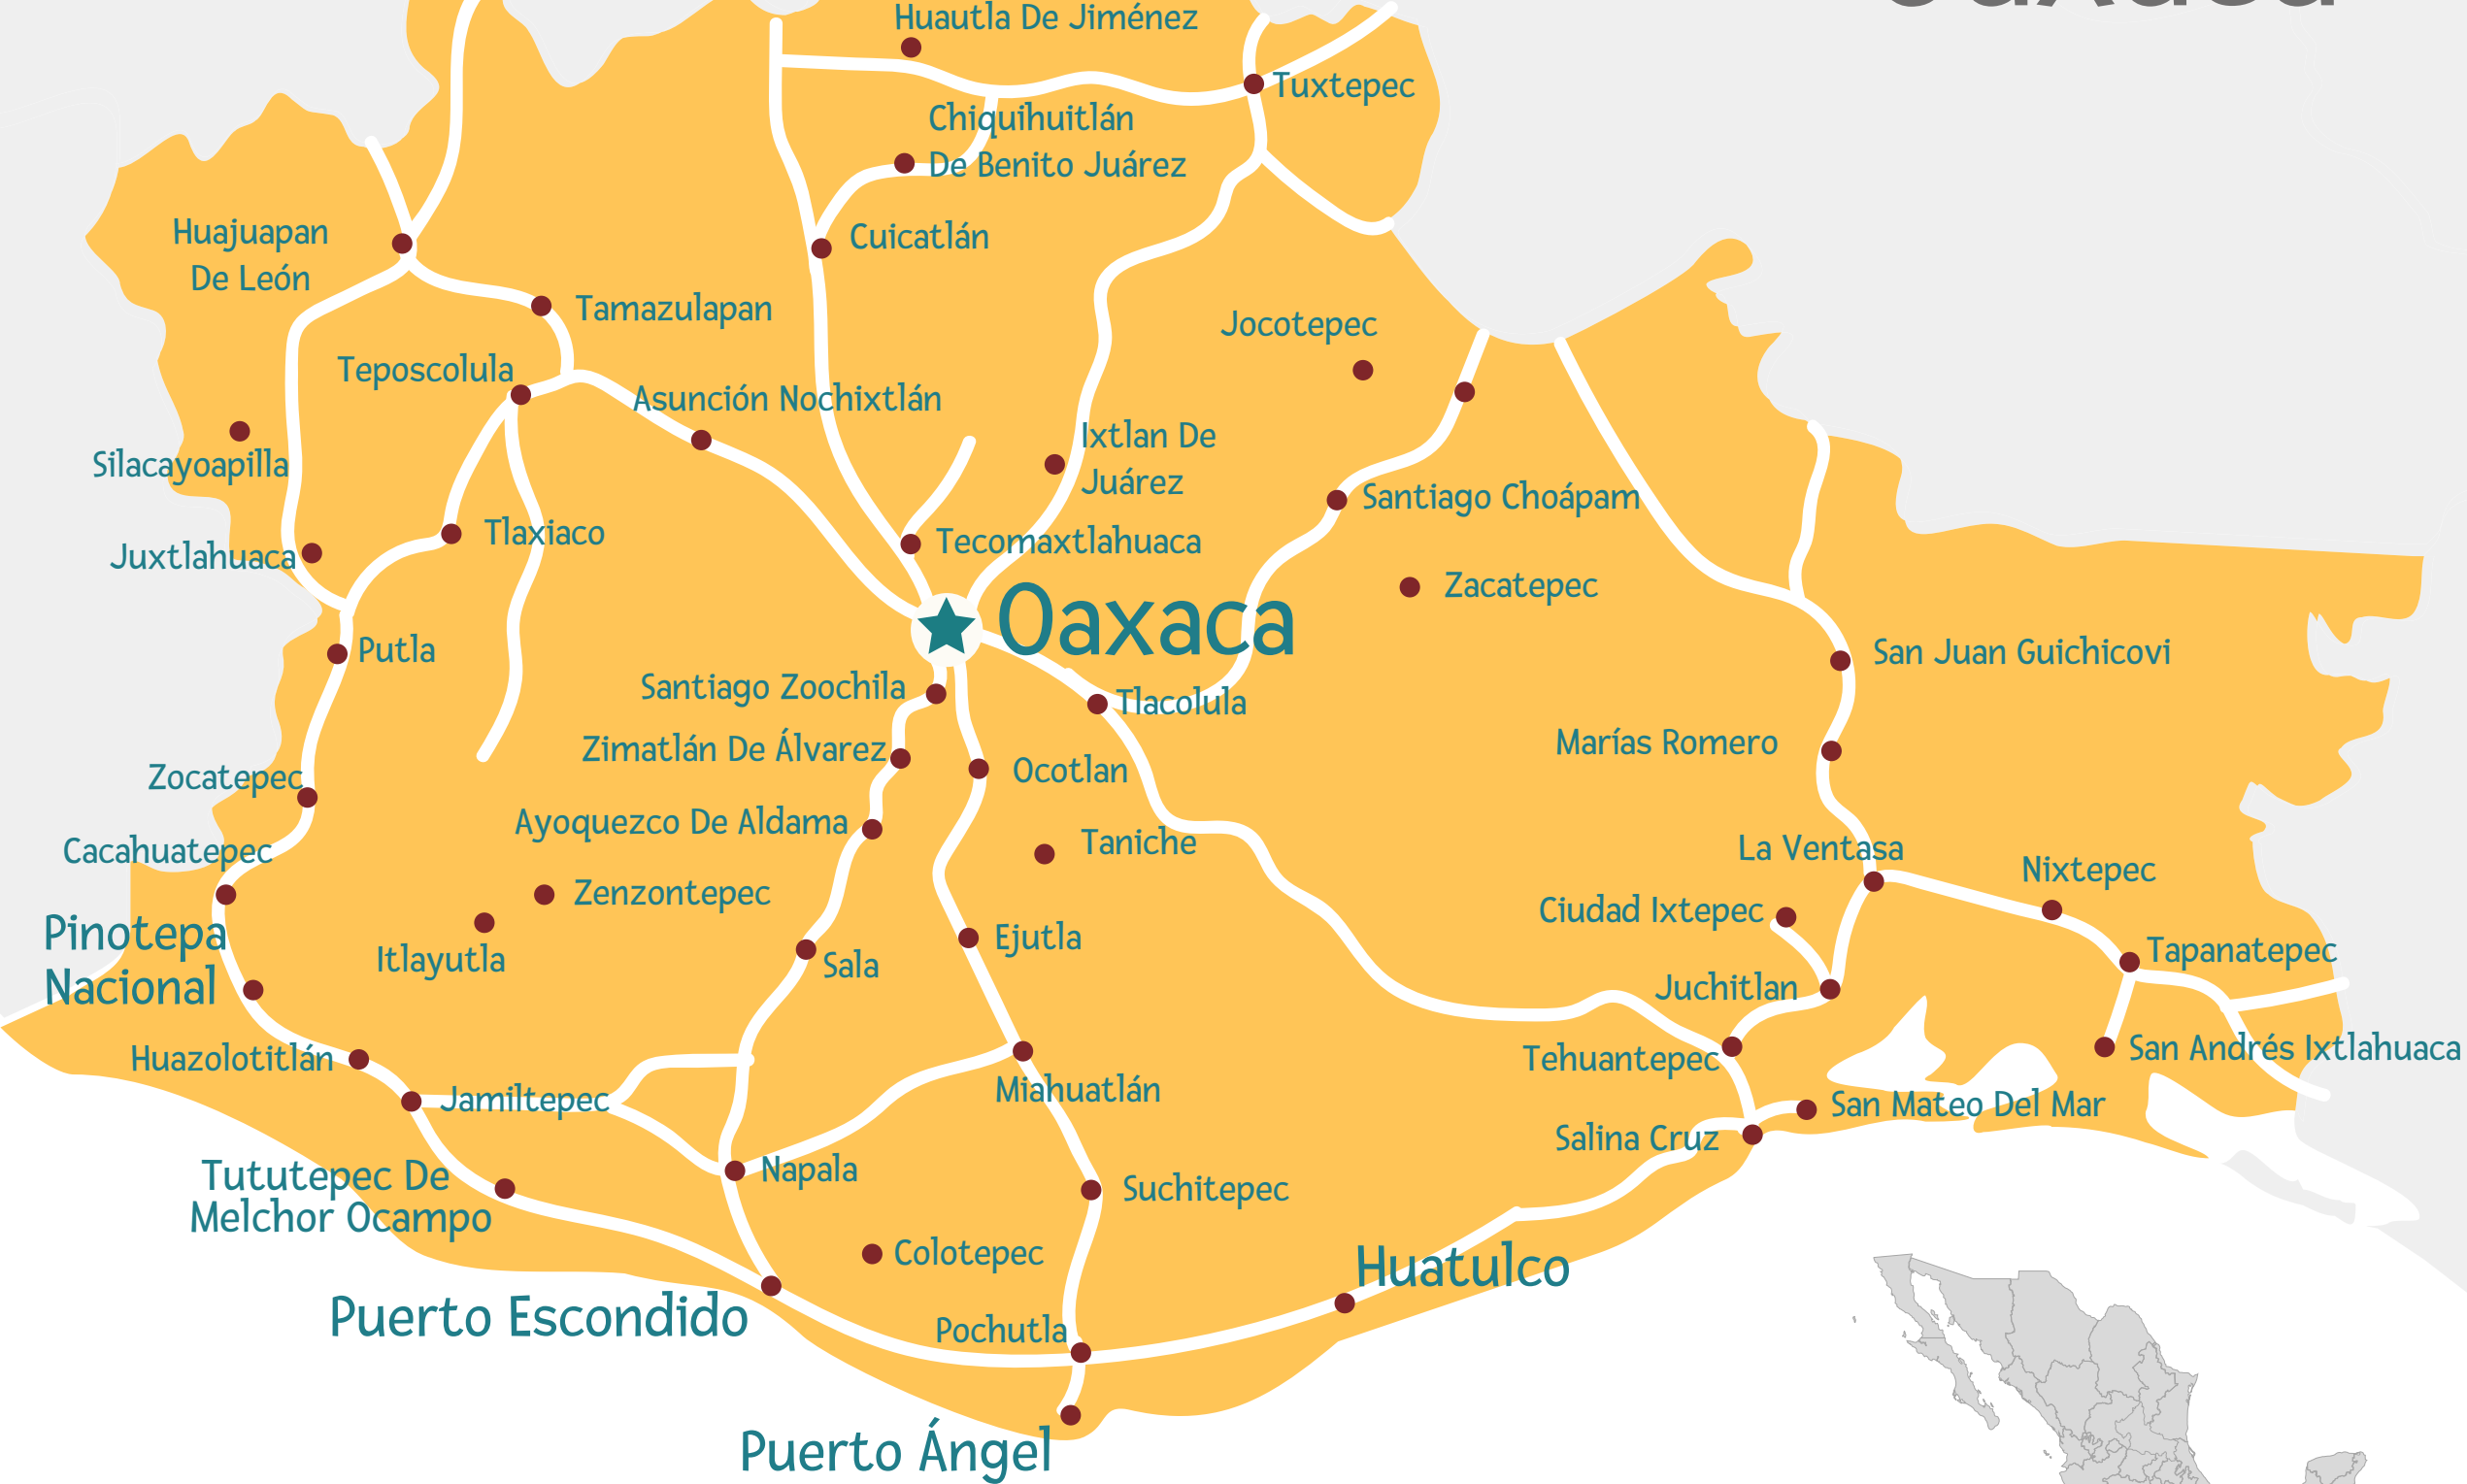 Huautla De Jiménez
Tuxtepec
Chiquihuitlán
De Benito Juárez
Huajuapan
De León
Cuicatlán
Tamazulapan
Jocotepec
Teposcolula
Asunción Nochixtlán
Ixtlan De
Juárez
Silacayoapilla
Santiago Choápam
Tlaxiaco
Tecomaxtlahuaca
Juxtlahuaca
Zacatepec
Oaxaca
Putla
San Juan Guichicovi
Santiago Zoochila
Tlacolula
Zimatlán De Álvarez
Marías Romero
Ocotlan
Zocatepec
Ayoquezco De Aldama
Taniche
Cacahuatepec
La Ventasa
Nixtepec
Zenzontepec
Ciudad Ixtepec
Pinotepa
Nacional
Itlayutla
Sala
Ejutla
Tapanatepec
Juchitlan
Huazolotitlán
Tehuantepec
San Andrés Ixtlahuaca
Jamiltepec
Miahuatlán
San Mateo Del Mar
Salina Cruz
Tututepec De
Melchor Ocampo
Napala
Suchitepec
Colotepec
Huatulco
Puerto Escondido
Pochutla
Puerto Ángel